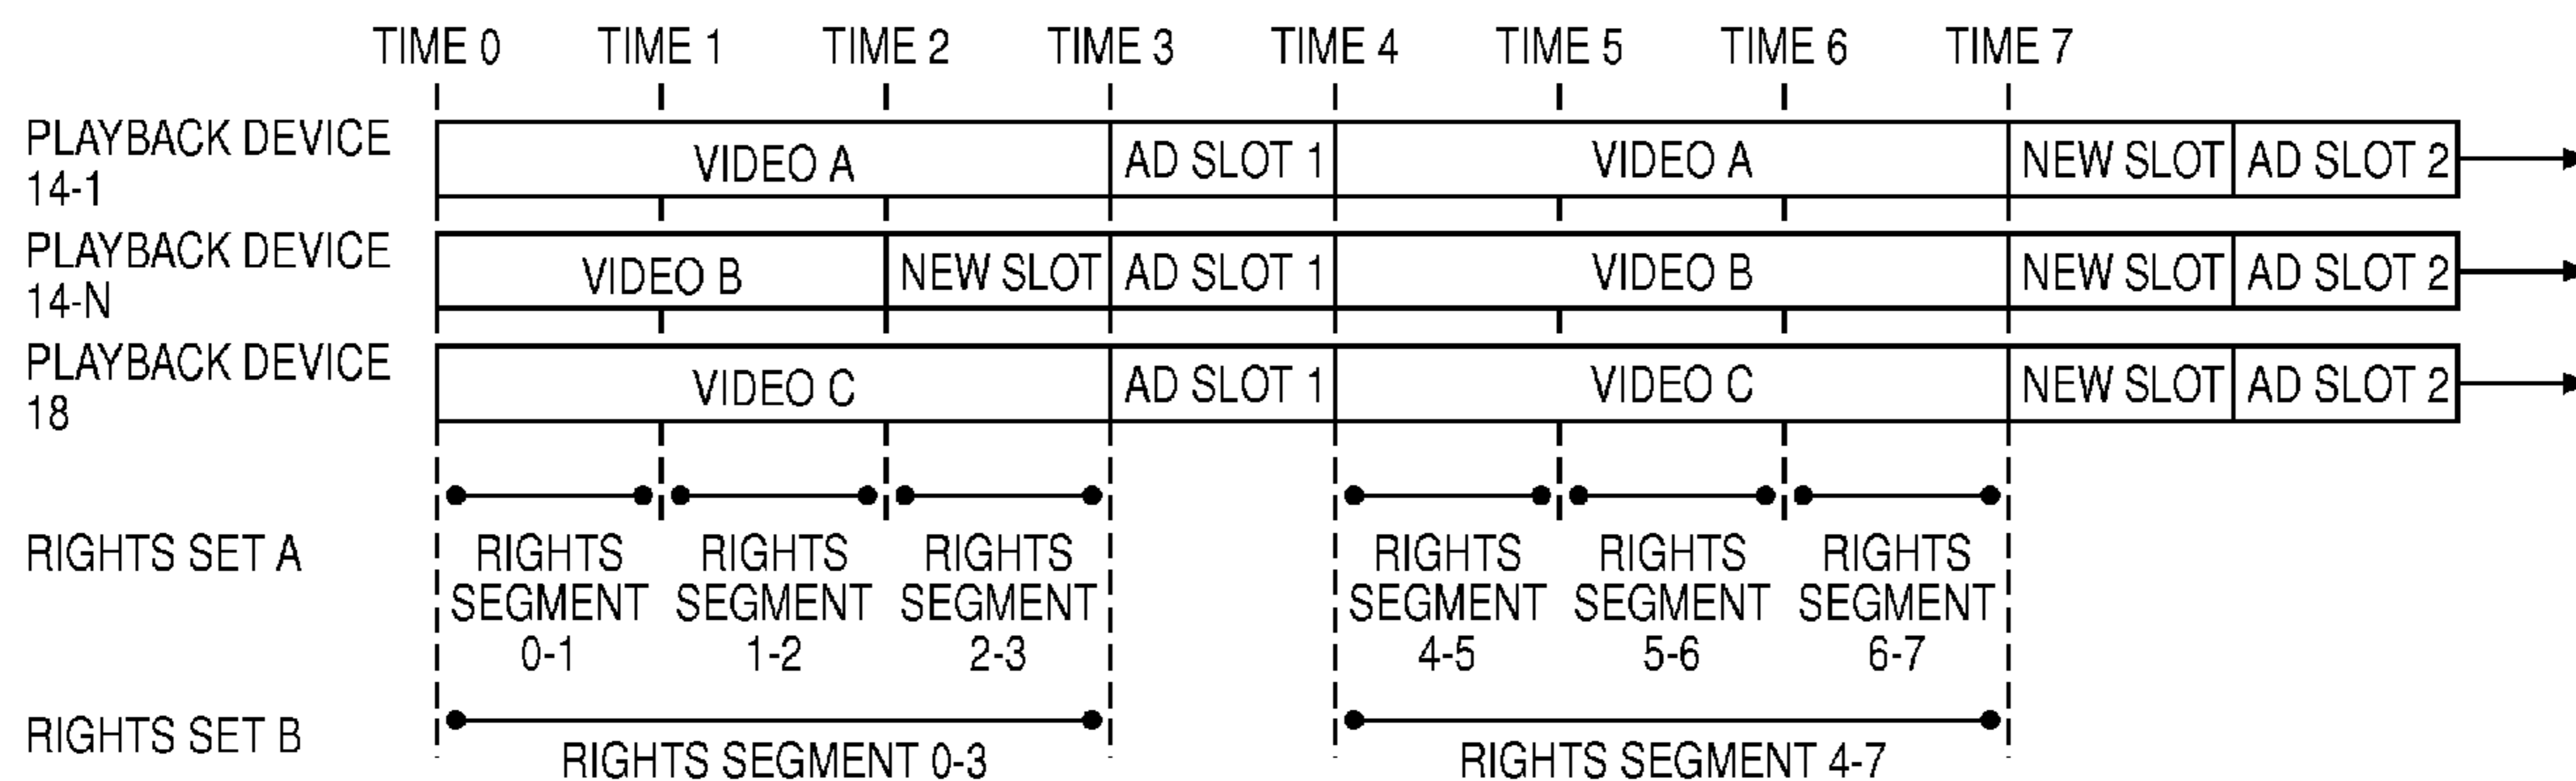 TIME 0 TIME 1 TIME 2 TIME 3 TIME 4 TIME 5 TIME 6 TIME 7
PLAYBACK DEVICE
14-1
VIDEO A AD SLOT 1 VIDEO A NEW SLOT AD SLOT 2
PLAYBACK DEVICE
14-N
VIDEO B NEW SLOT AD SLOT 1 VIDEO B NEW SLOT AD SLOT 2
PLAYBACK DEVICE
18
VIDEO C AD SLOT 1 VIDEO C NEW SLOT AD SLOT 2
RIGHTS SET A
RIGHTS
SEGMENT
0-1
RIGHTS
SEGMENT
1-2
RIGHTS
SEGMENT
2-3
RIGHTS
SEGMENT
4-5
RIGHTS
SEGMENT
5-6
RIGHTS
SEGMENT
6-7
RIGHTS SET B
RIGHTS SEGMENT 0-3
RIGHTS SEGMENT 4-7